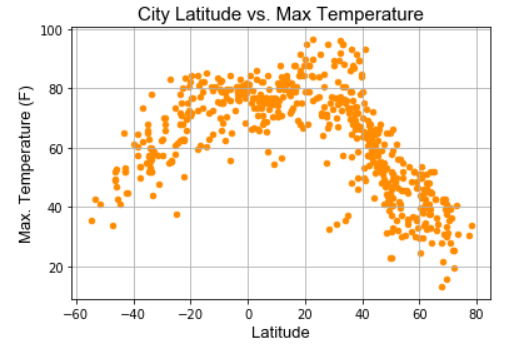 City Latitude vs. Max Temperature
Max. Temperature (F)
100
80
60
40
20
−60 −40 −20 0 20 40 60 80
Latitude